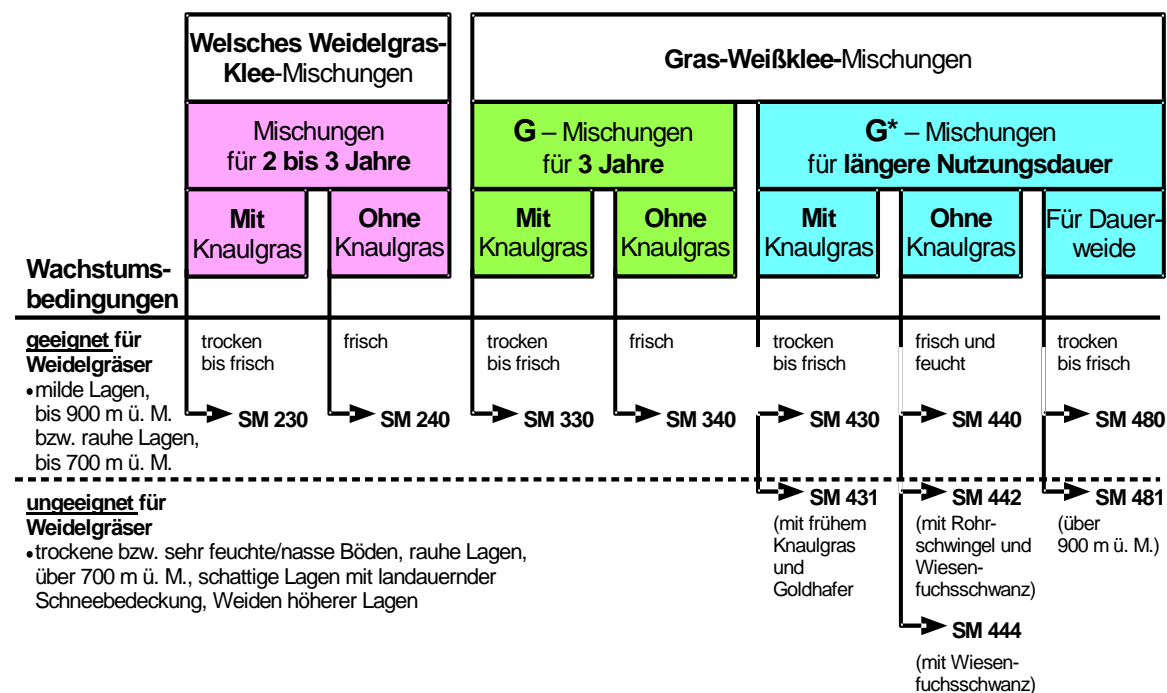 Welsches Weidelgras-
Klee-Mischungen
Gras-Weißklee-Mischungen
Mischungen
für 2 bis 3 Jahre
G – Mischungen
für 3 Jahre
G* – Mischungen
für längere Nutzungsdauer
Mit
Knaulgras
Ohne
Knaulgras
Mit
Knaulgras
Ohne
Knaulgras
Mit
Knaulgras
Ohne
Knaulgras
Für Dauer-
weide
Wachstums-
bedingungen
geeignet für
Weidelgräser
•milde Lagen,
bis 900 m ü. M.
bzw. rauhe Lagen,
bis 700 m ü. M.
trocken
bis frisch
frisch
trocken
bis frisch
frisch
trocken
bis frisch
frisch und
feucht
trocken
bis frisch
SM 230
SM 240
SM 330
SM 340
SM 430
SM 440
SM 480
ungeeignet für
Weidelgräser
•trockene bzw. sehr feuchte/nasse Böden, rauhe Lagen,
über 700 m ü. M., schattige Lagen mit landauernder
Schneebedeckung, Weiden höherer Lagen
SM 431
(mit frühem
Knaulgras
und
Goldhafer
SM 442
(mit Rohr-
schwingel und
Wiesen-
fuchsschwanz)
SM 481
(über
900 m ü. M.)
SM 444
(mit Wiesen-
fuchsschwanz)